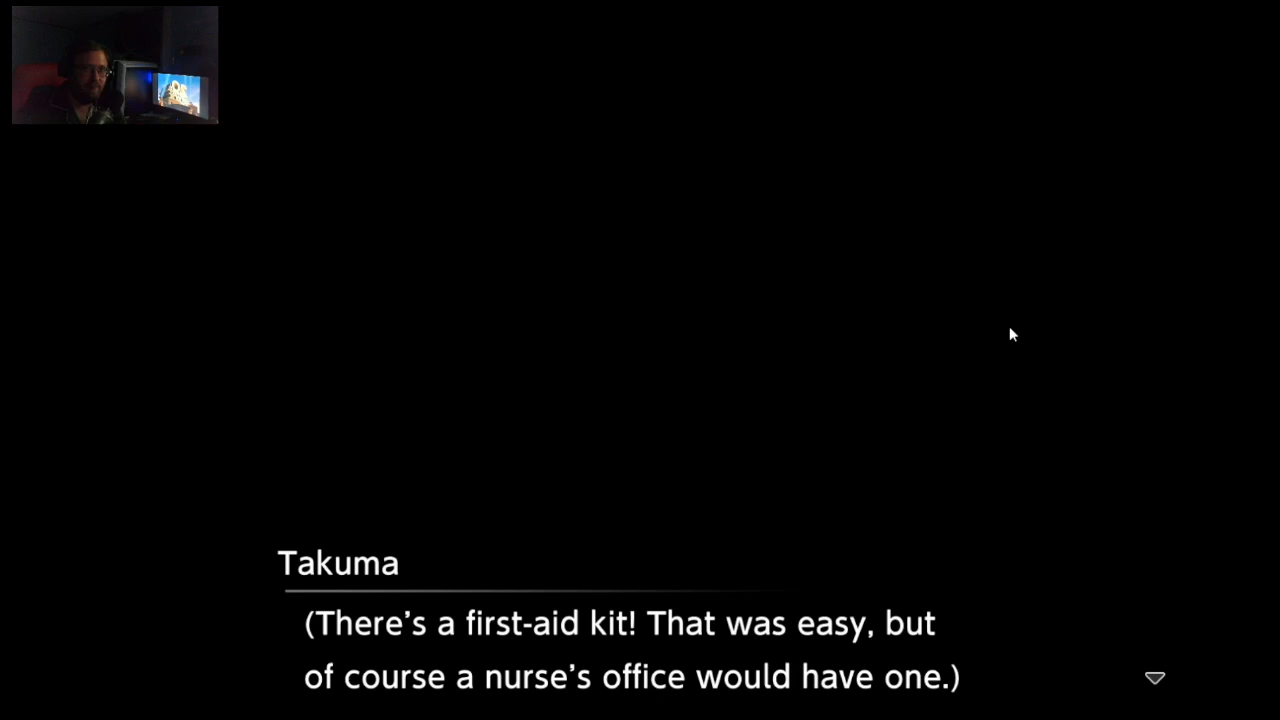 Takuma
(There's a first-aid kit! That was easy, but
of course a nurse's office would have one.)